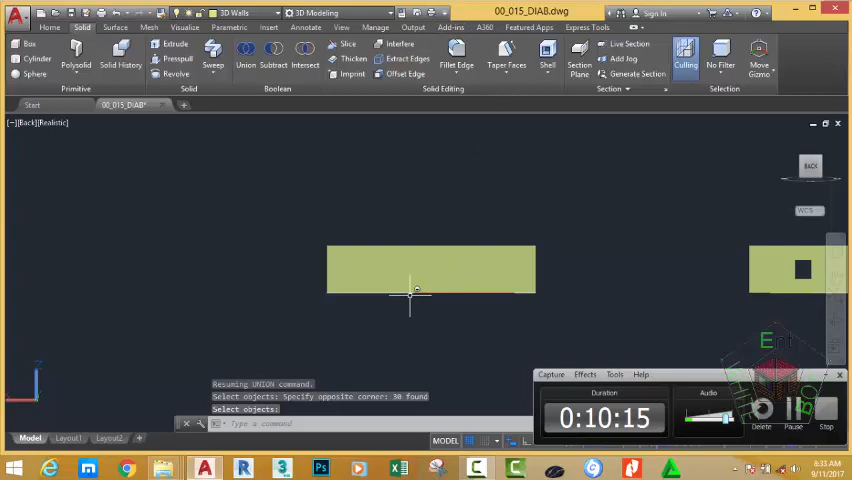 3D Walls
3D Modeling
00_015_DIAB.dwg
Sign In
Home
Solid
Surface
Mesh
Visualize
Parametric
Insert
Annotate
View
Manage
Output
Add-ins
A360
Featured Apps
Express Tools
Box
Cylinder
Sphere
Polysolid
Solid History
Extrude
Presspull
Revolve
Sweep
Union
Subtract
Intersect
Slice
Thicken
Imprint
Interfere
Extract Edges
Offset Edge
Fillet Edge
Taper Faces
Shell
Section
Plane
Live Section
Add Jog
Generate Section
Culling
No Filter
Move
Gizmo
Primitive
Solid
Boolean
Solid Editing
Section
Selection
Start
00_015_DIAB*
[−][Back][Realistic]
BACK
WCS
Resuming UNION command.
Select objects: Specify opposite corner: 30 found
Select objects:
Type a command
Model
Layout1
Layout2
MODEL
Capture
Effects
Tools
Help
Duration
0:10:15
Audio
Delete
Pause
Stop
8:33 AM
9/11/2017